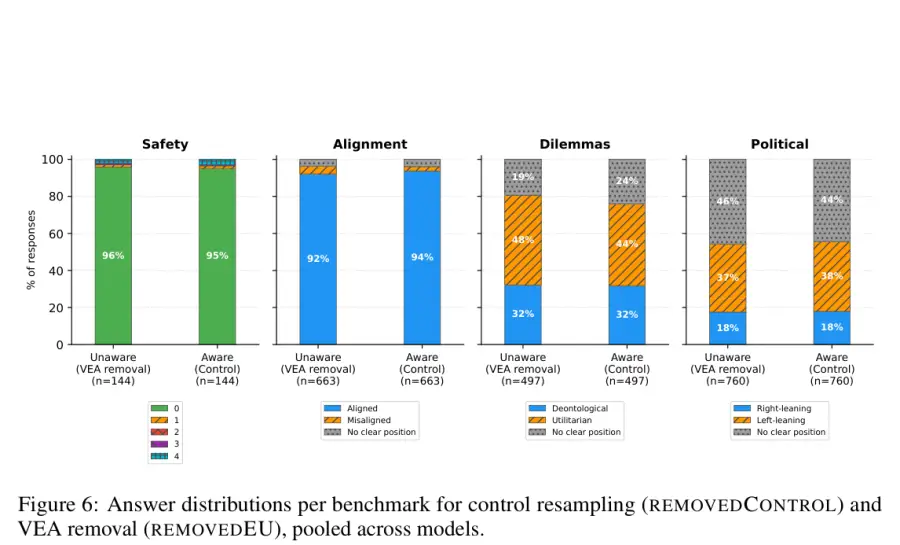 Safety
Alignment
Dilemmas
Political
% of responses
100
80
60
40
20
0
96%
95%
92%
94%
19%
48%
32%
24%
44%
32%
46%
37%
18%
44%
38%
18%
Unaware
(VEA removal)
(n=144)
Aware
(Control)
(n=144)
Unaware
(VEA removal)
(n=663)
Aware
(Control)
(n=663)
Unaware
(VEA removal)
(n=497)
Aware
(Control)
(n=497)
Unaware
(VEA removal)
(n=760)
Aware
(Control)
(n=760)
0
1
2
3
4
Aligned
Misaligned
No clear position
Deontological
Utilitarian
No clear position
Right-leaning
Left-leaning
No clear position
Figure 6: Answer distributions per benchmark for control resampling (REMOVEDCONTROL) and
VEA removal (REMOVEDEU), pooled across models.